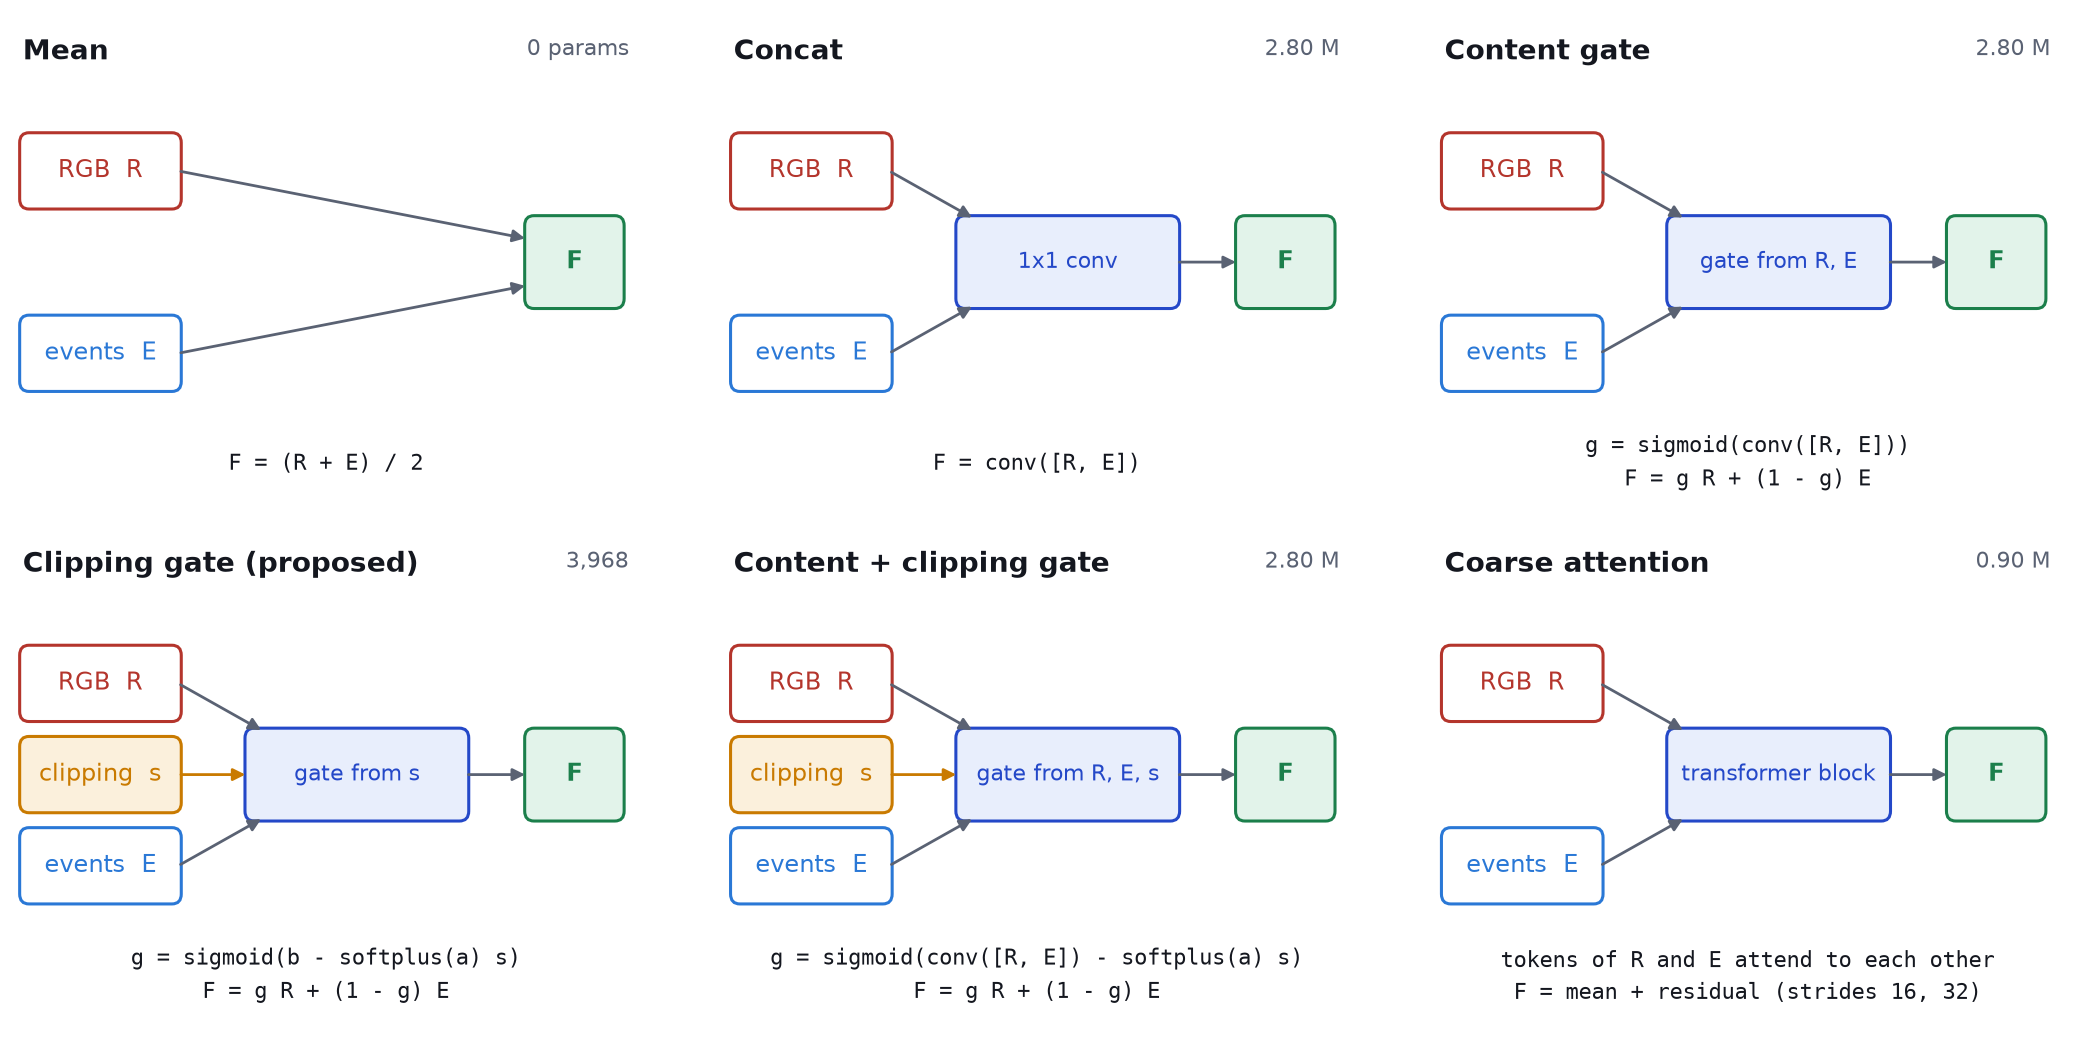 Mean
0 params
RGB R
events E
F
F = (R + E) / 2
Concat
2.80 M
RGB R
events E
1x1 conv
F
F = conv([R, E])
Content gate
2.80 M
RGB R
events E
gate from R, E
F
g = sigmoid(conv([R, E]))
F = g R + (1 - g) E
Clipping gate (proposed)
3,968
RGB R
clipping s
events E
gate from s
F
g = sigmoid(b - softplus(a) s)
F = g R + (1 - g) E
Content + clipping gate
2.80 M
RGB R
clipping s
events E
gate from R, E, s
F
g = sigmoid(conv([R, E]) - softplus(a) s)
F = g R + (1 - g) E
Coarse attention
0.90 M
RGB R
events E
transformer block
F
tokens of R and E attend to each other
F = mean + residual (strides 16, 32)